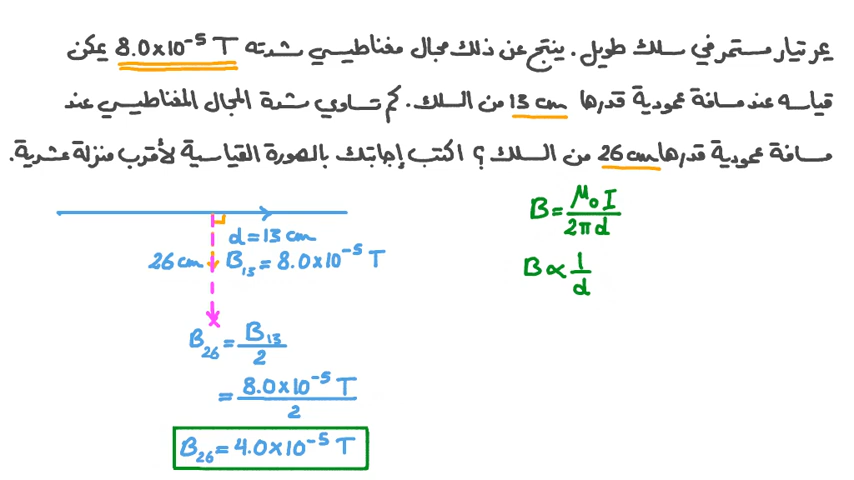 يمر تيار مستمر في سلك طويل. ينتج عن ذلك مجال مغناطيسي شدته 8.0×10⁻⁵ T يمكن
قياسه عند مسافة عمودية قدرها 13 cm من السلك. كم تساوي شدة المجال المغناطيسي عند
مسافة عمودية قدرها 26 cm من السلك؟ اكتب إجابتك بالصورة القياسية لأقرب منزلة عشرية.
d = 13 cm
26 cm B₁₃ = 8.0×10⁻⁵ T
B₂₆ = B₁₃/2
= 8.0×10⁻⁵ T/2
B₂₆ = 4.0×10⁻⁵ T
B = μ₀I/2πd
B ∝ 1/d